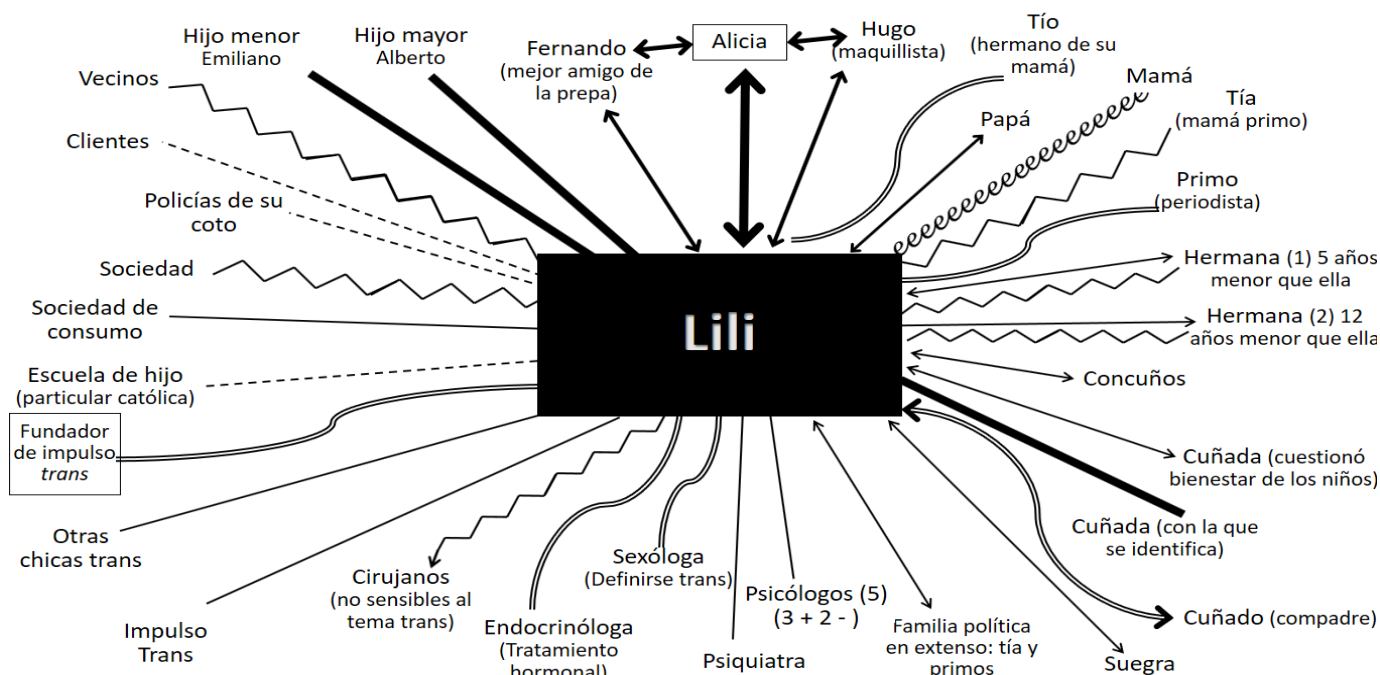 Hijo menor
Emiliano
Hijo mayor
Alberto
Fernando
(mejor amigo de
la prepa)
Alicia
Hugo
(maquillista)
Tío
(hermano de su
mamá)
Mamá
Tía
(mamá primo)
Papá
Primo
(periodista)
Vecinos
Clientes
Policías de su
coto
Sociedad
Sociedad de
consumo
Escuela de hijo
(particular católica)
Fundador
de impulso
trans
Lili
Hermana (1) 5 años
menor que ella
Hermana (2) 12
años menor que ella
Concuños
Cuñada (cuestionó
bienestar de los niños)
Cuñada (con la que
se identifica)
Cuñado (compadre)
Otras
chicas trans
Impulso
Trans
Cirujanos
(no sensibles al
tema trans)
Endocrinóloga
(Tratamiento
hormonal)
Sexóloga
(Definirse trans)
Psiquiatra
Psicólogos (5)
(3 + 2 - )
Familia política
en extenso: tía y
primos
Suegra